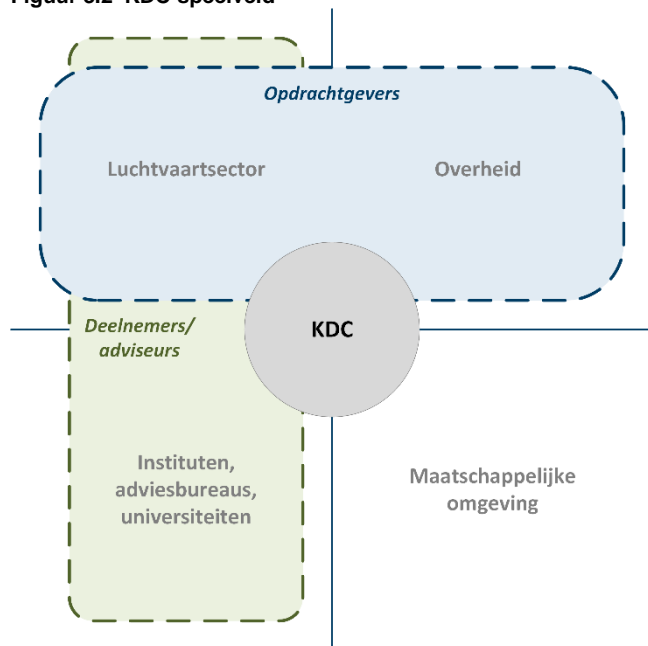 Figuur 3.2 KDC-speelveld
Opdrachtgevers
Luchtvaartsector
Overheid
Deelnemers/
adviseurs
KDC
Instituten,
adviesbureaus,
universiteiten
Maatschappelijke
omgeving